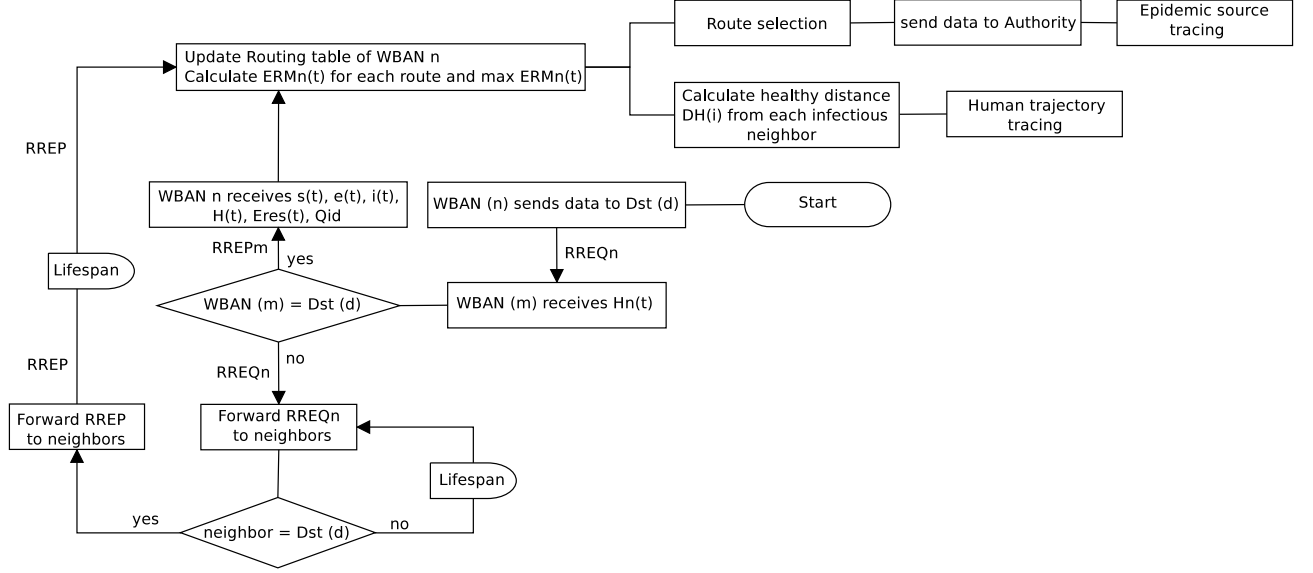 Route selection
send data to Authority
Epidemic source
tracing
Update Routing table of WBAN n
Calculate ERMn(t) for each route and max ERMn(t)
Calculate healthy distance
DH(i) from each infectious
neighbor
Human trajectory
tracing
RREP
WBAN n receives s(t), e(t), i(t),
H(t), Eres(t), Qid
WBAN (n) sends data to Dst (d)
Start
RREPm
yes
RREQn
Lifespan
WBAN (m) = Dst (d)
WBAN (m) receives Hn(t)
RREP
no
RREQn
Forward RREP
to neighbors
Forward RREQn
to neighbors
Lifespan
yes
neighbor = Dst (d)
no